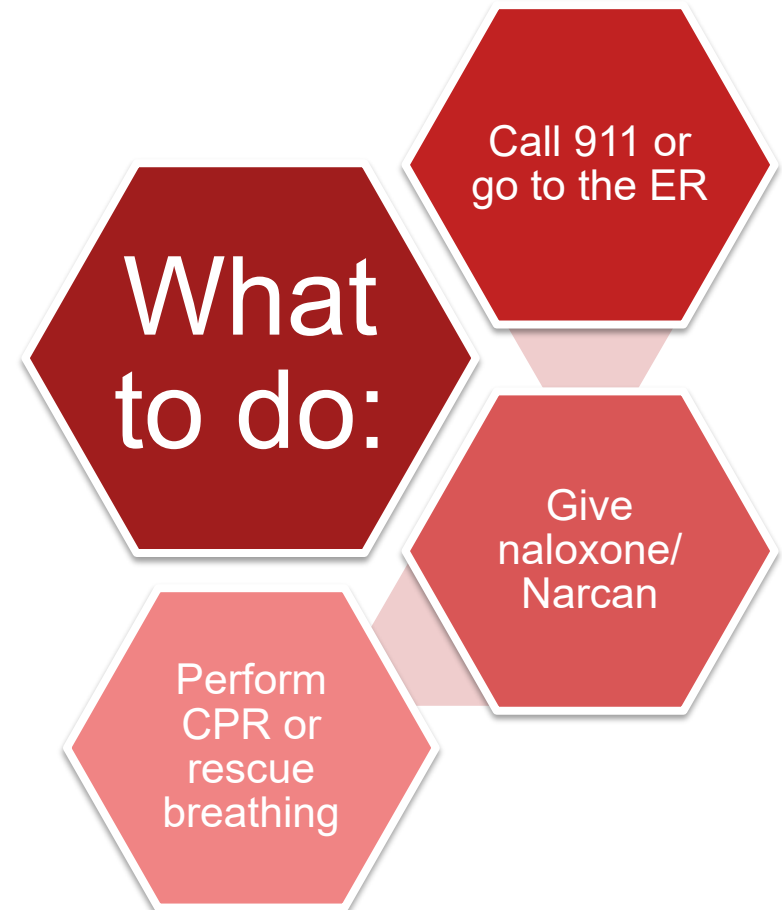 What
to do:
Call 911 or
go to the ER
Give
naloxone/
Narcan
Perform
CPR or
rescue
breathing